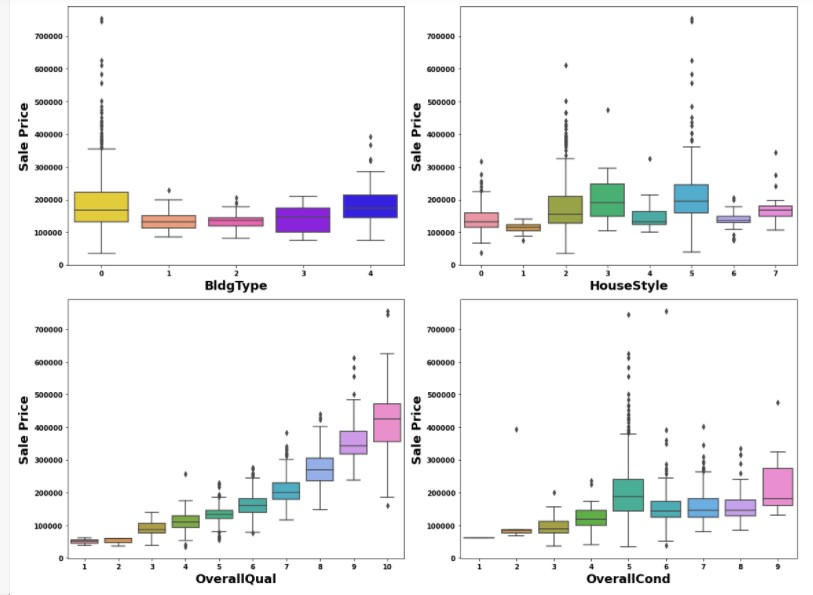 700000
600000
500000
400000
300000
200000
100000
0
Sale Price
0 1 2 3 4
BldgType
700000
600000
500000
400000
300000
200000
100000
0
Sale Price
0 1 2 3 4 5 6 7
HouseStyle
700000
600000
500000
400000
300000
200000
100000
0
Sale Price
1 2 3 4 5 6 7 8 9 10
OverallQual
700000
600000
500000
400000
300000
200000
100000
0
Sale Price
1 2 3 4 5 6 7 8 9
OverallCond